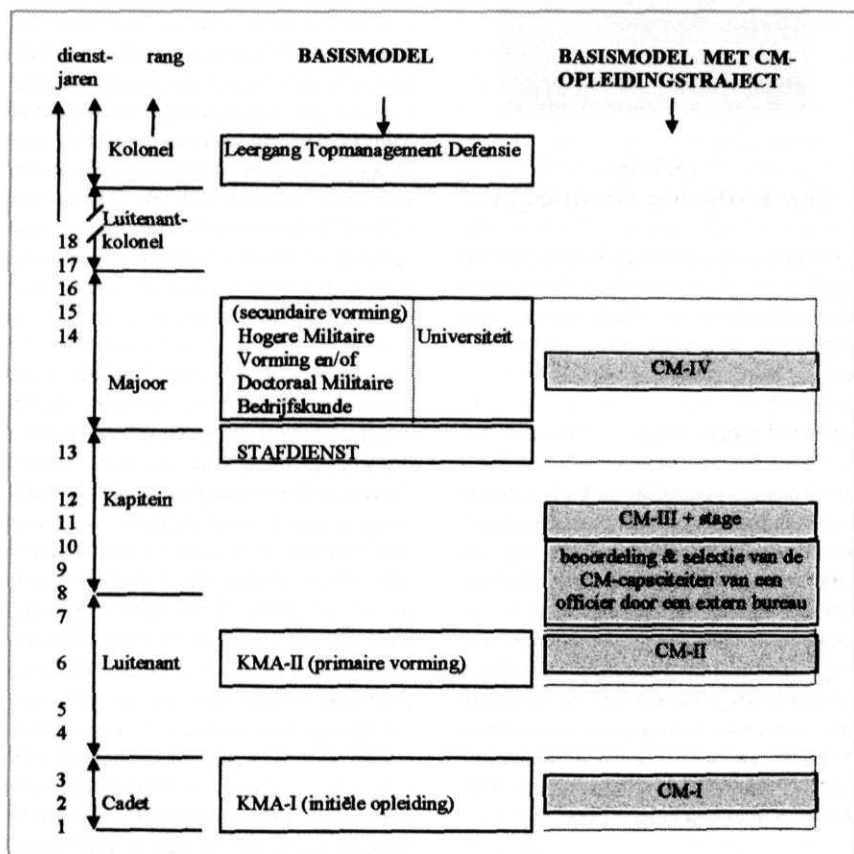 dienst-
jaren
rang
BASISMODEL
BASISMODEL MET CM-
OPLEIDINGSTRAJECT
Kolonel
Leergang Topmanagement Defensie
Luitenant-
kolonel
18
17
16
15
14
(secundaire vorming)
Hogere Militaire
Vorming en/of
Doctoraal Militaire
Bedrijfskunde
Universiteit
CM-IV
Majoor
13
STAFDIENST
Kapitein
12
11
10
9
8
7
CM-III + stage
beoordeling & selectie van de
CM-capaciteiten van een
officier door een extern bureau
6
Luitenant
KMA-II (primaire vorming)
CM-II
5
4
3
2
1
Cadet
KMA-I (initiële opleiding)
CM-I